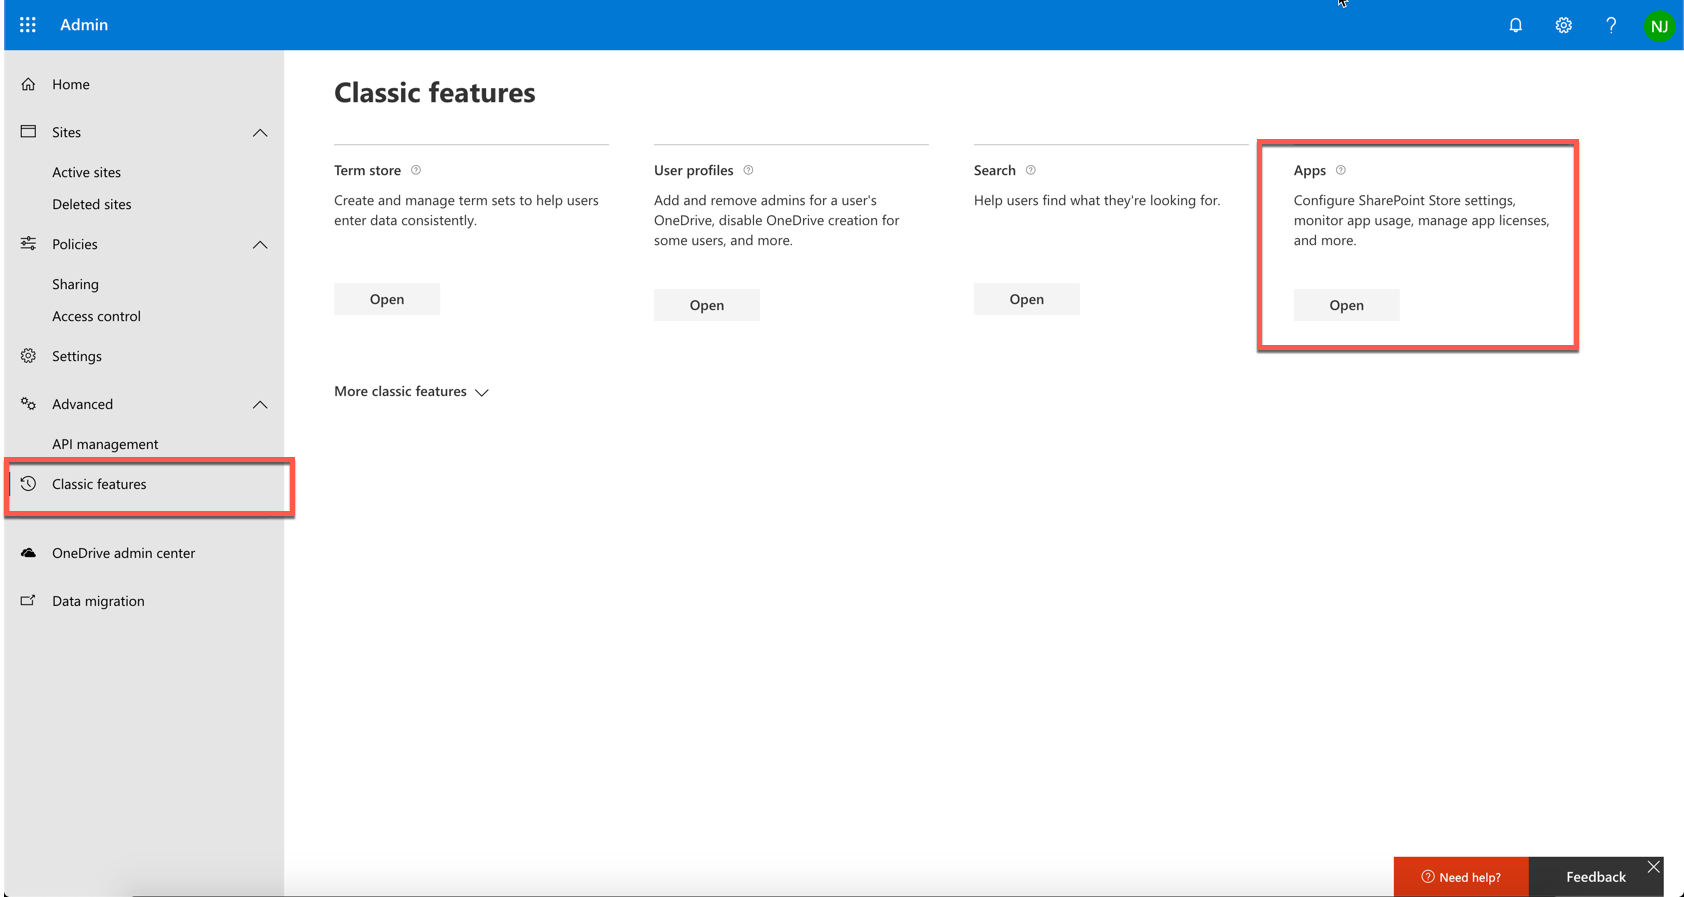 Admin
NJ
Home
Sites
Active sites
Deleted sites
Policies
Sharing
Access control
Settings
Advanced
API management
Classic features
OneDrive admin center
Data migration
Classic features
Term store
Create and manage term sets to help users
enter data consistently.
Open
User profiles
Add and remove admins for a user's
OneDrive, disable OneDrive creation for
some users, and more.
Open
Search
Help users find what they're looking for.
Open
Apps
Configure SharePoint Store settings,
monitor app usage, manage app licenses,
and more.
Open
More classic features
Need help?
Feedback